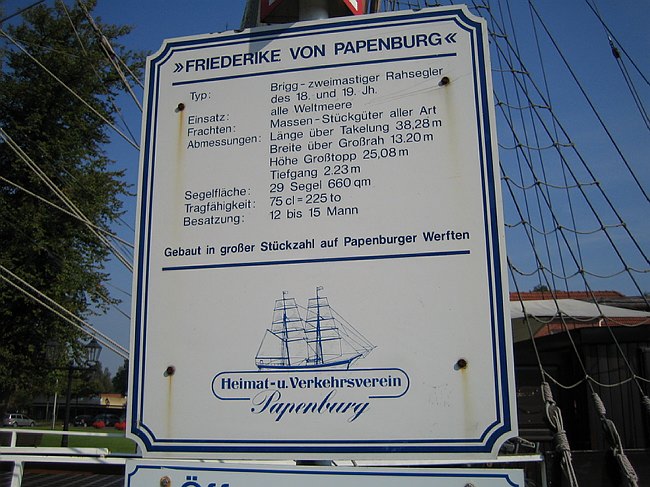 »FRIEDERIKE VON PAPENBURG«
Typ: Brigg - zweimastiger Rahsegler
des 18. und 19. Jh.
Einsatz: alle Weltmeere
Frachten: Massen-Stückgüter aller Art
Abmessungen: Länge über Takelung 38,28 m
Breite über Großrah 13.20 m
Höhe Großtopp 25,08 m
Tiefgang 2.23 m
Segelfläche: 29 Segel 660 qm
Tragfähigkeit: 75 cl = 225 to
Besatzung: 12 bis 15 Mann
Gebaut in großer Stückzahl auf Papenburger Werften
Heimat-u. Verkehrsverein
Papenburg